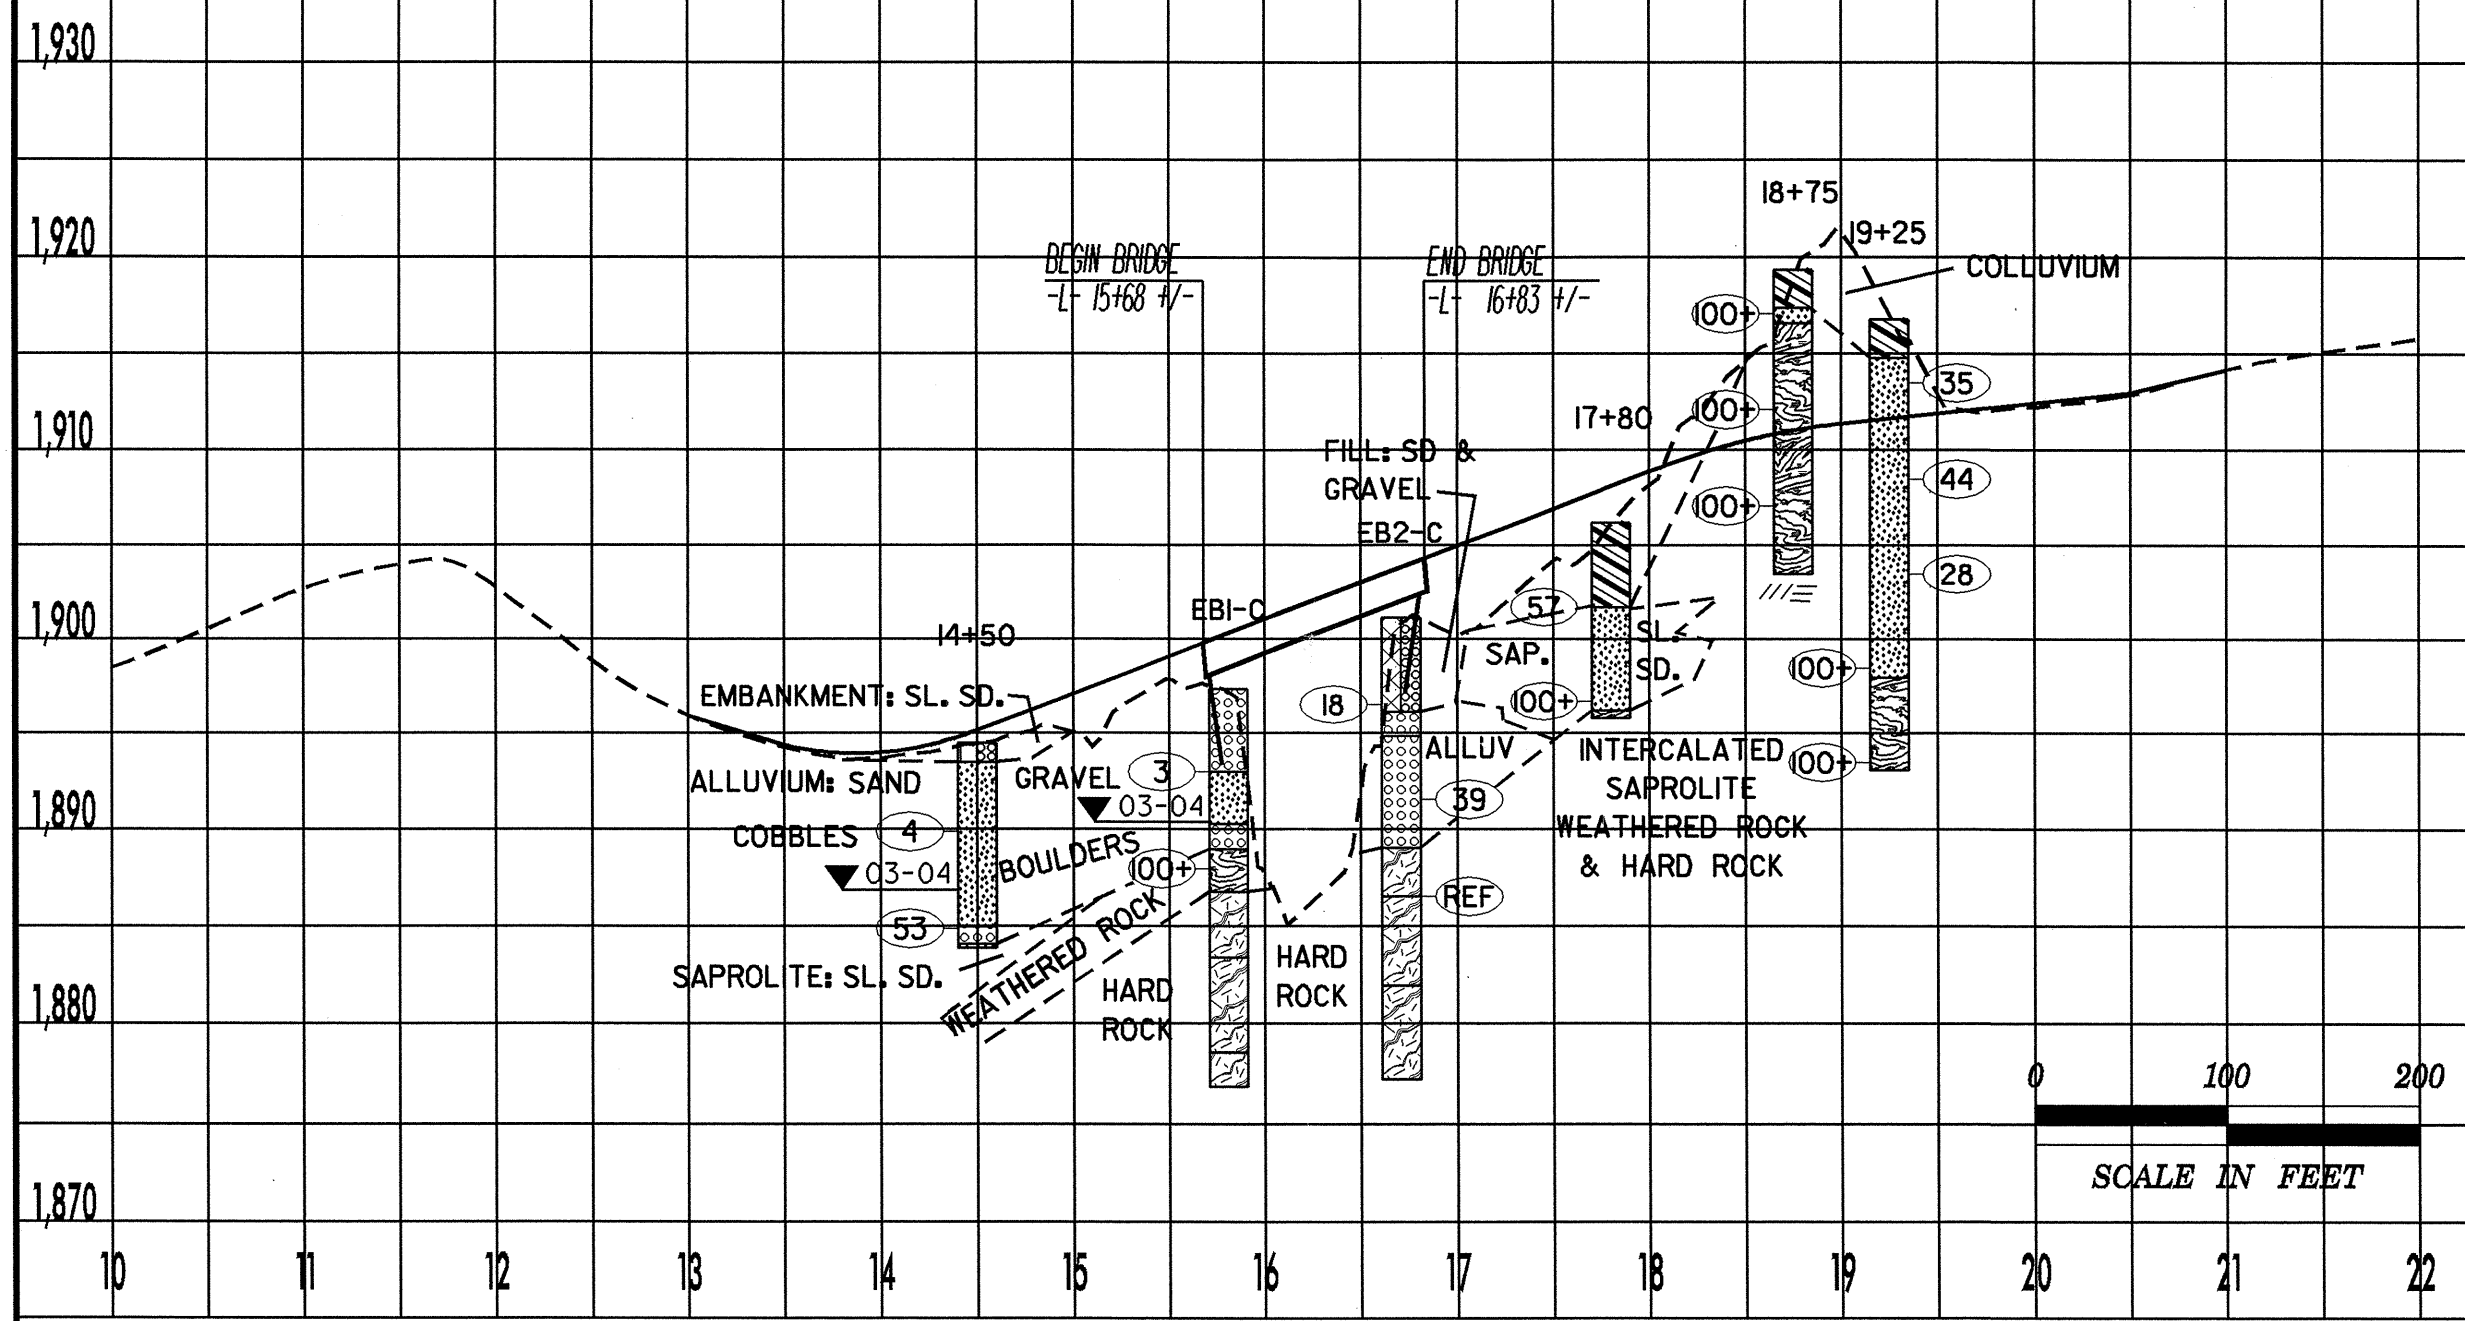 1,930
18+75
1,920
19+25
BEGIN BRIDGE
-L- 15+68 +/-
END BRIDGE
-L- 16+83 +/-
COLLUVIUM
100+
35
100+
17+80
1,910
FILL: SD &
GRAVEL
44
100+
EB2-C
28
57
EB1-C
1,900
14+50
SL.
SD.
SAP.
100+
EMBANKMENT: SL. SD.
18
100+
ALLUV
INTERCALATED
SAPROLITE
WEATHERED ROCK
& HARD ROCK
100+
ALLUVIUM: SAND
GRAVEL
3
03-04
39
1,890
COBBLES
4
BOULDERS
100+
03-04
REF
53
WEATHERED ROCK
SAPROLITE: SL. SD.
HARD
ROCK
HARD
ROCK
1,880
0 100 200
SCALE IN FEET
1,870
10 11 12 13 14 15 16 17 18 19 20 21 22